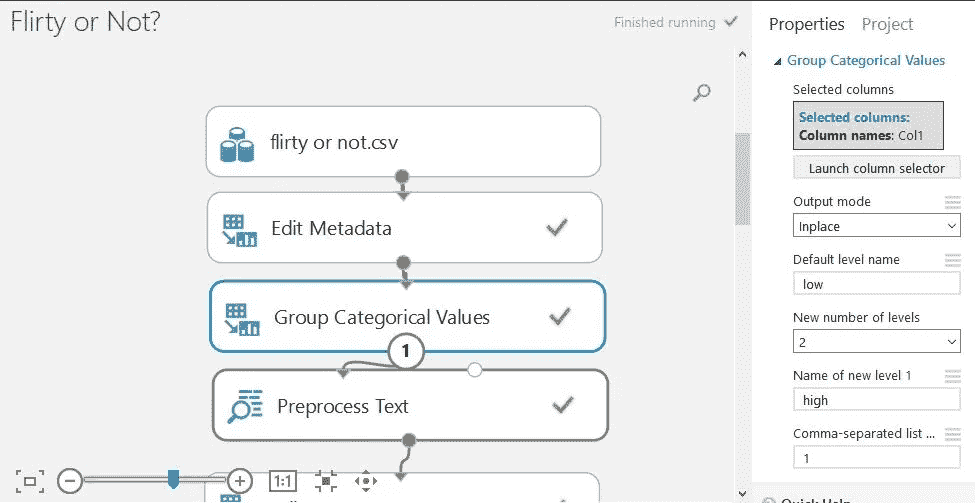 Flirty or Not?
Finished running
flirty or not.csv
Edit Metadata
Group Categorical Values
1
Preprocess Text
1:1
Properties Project
Group Categorical Values
Selected columns
Selected columns:
Column names: Col1
Launch column selector
Output mode
Inplace
Default level name
low
New number of levels
2
Name of new level 1
high
Comma-separated list ...
1
Quick Help